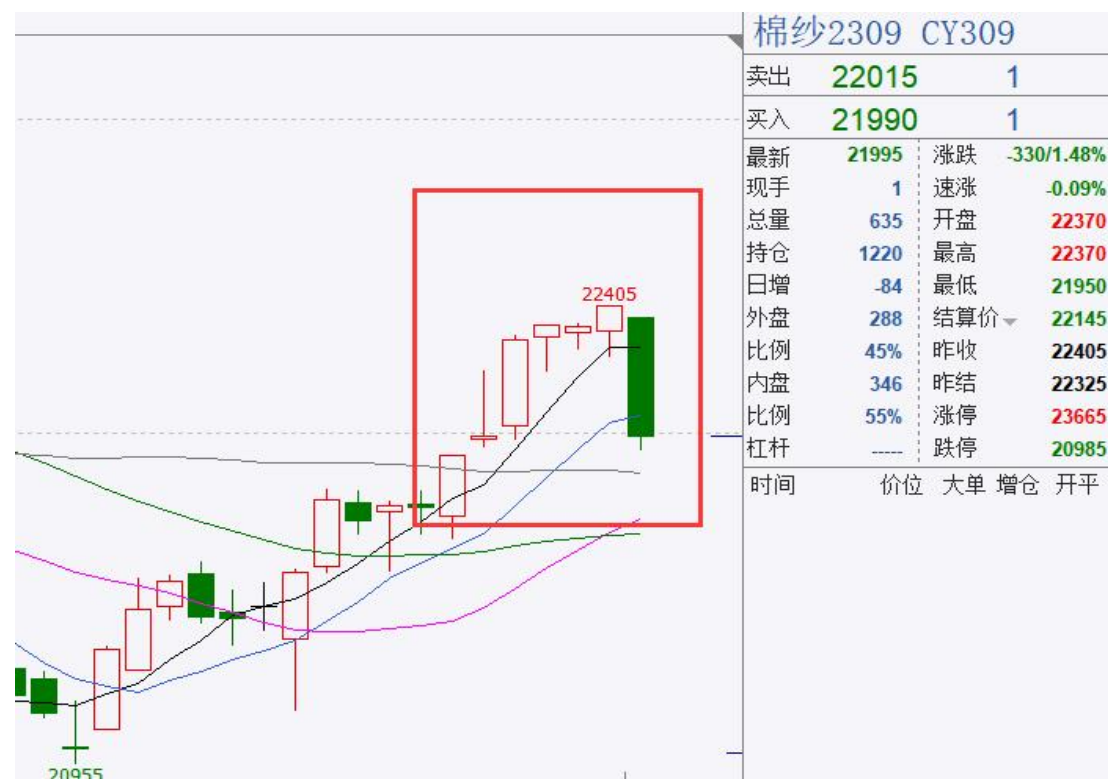 棉纱2309 CY309
卖出 22015 1
买入 21990 1
最新 21995 涨跌 -330/1.48%
现手 1 速涨 -0.09%
总量 635 开盘 22370
持仓 1220 最高 22370
日增 -84 最低 21950
外盘 288 结算价 22145
比例 45% 昨收 22405
内盘 346 昨结 22325
比例 55% 涨停 23665
杠杆 ----- 跌停 20985
时间 价位 大单 增仓 开平
22405
20955